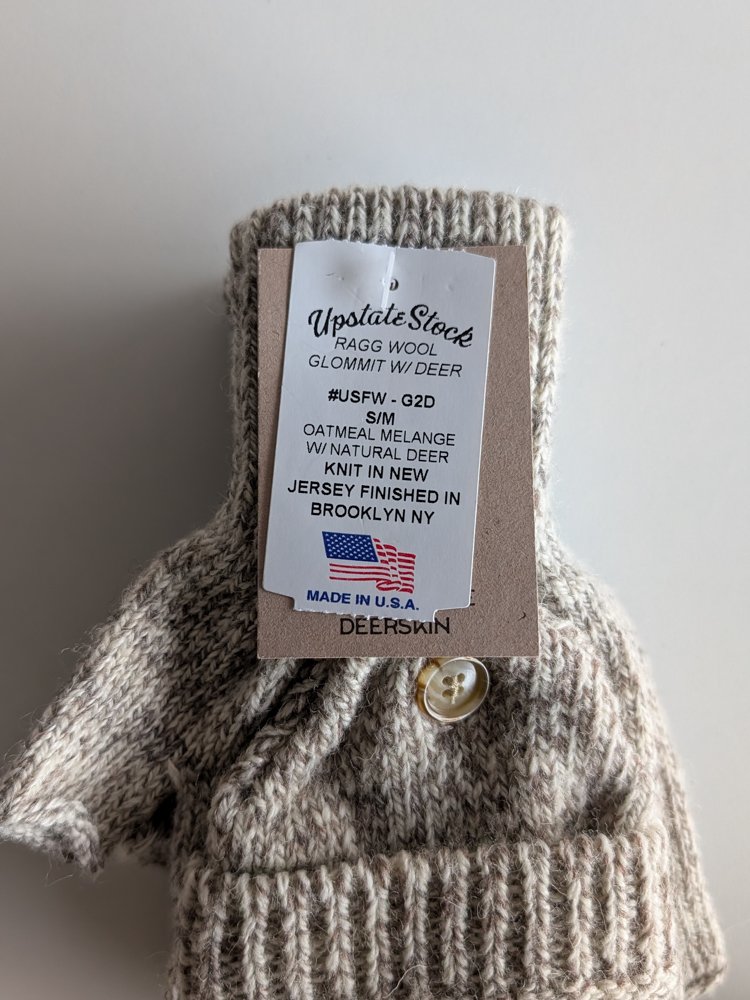 Upstate Stock
RAGG WOOL
GLOMMIT W/ DEER
#USFW - G2D
S/M
OATMEAL MELANGE
W/ NATURAL DEER
KNIT IN NEW
JERSEY FINISHED IN
BROOKLYN NY
MADE IN U.S.A.
DEERSKIN